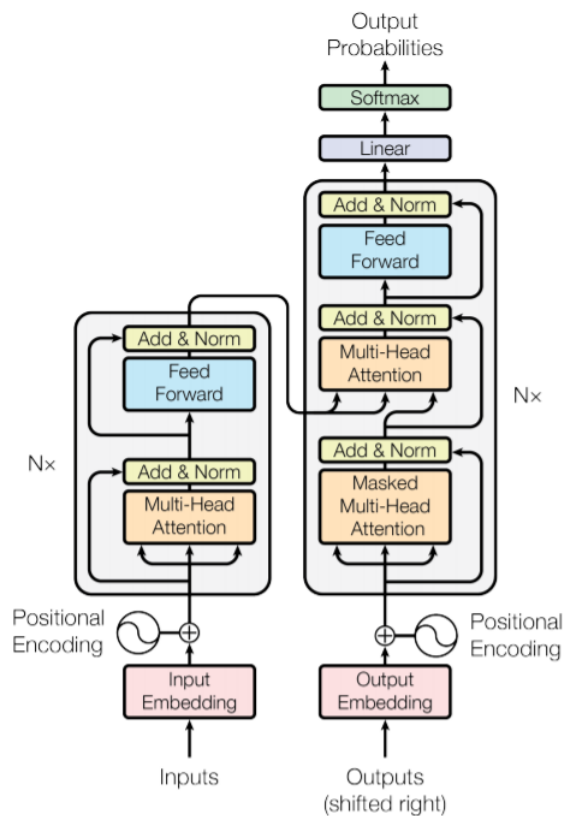 Output
Probabilities
Softmax
Linear
Add & Norm
Feed
Forward
Add & Norm
Multi-Head
Attention
Add & Norm
Masked
Multi-Head
Attention
N×
Add & Norm
Feed
Forward
Add & Norm
Multi-Head
Attention
Nx
Positional
Encoding
Positional
Encoding
Input
Embedding
Output
Embedding
Inputs
Outputs
(shifted right)